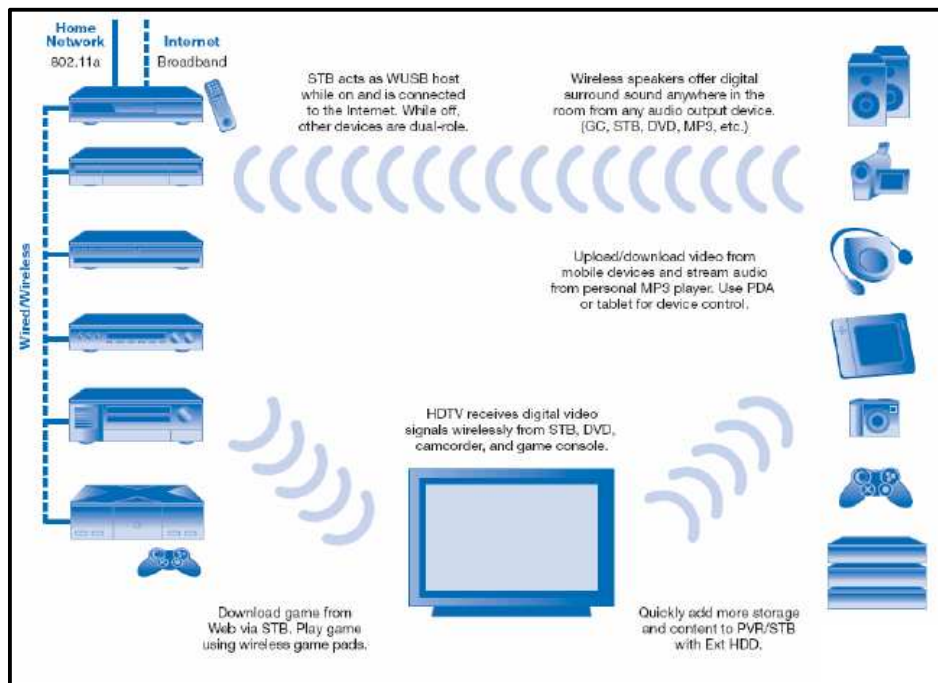 Home
Network
802.11a
Internet
Broadband
STB acts as WUSB host
while on and is connected
to the Internet. While off,
other devices are dual-role.
Wireless speakers offer digital
surround sound anywhere in the
room from any audio output device.
(GC, STB, DVD, MP3, etc.)
Wired/Wireless
Upload/download video from
mobile devices and stream audio
from personal MP3 player. Use PDA
or tablet for device control.
HDTV receives digital video
signals wirelessly from STB, DVD,
camcorder, and game console.
Download game from
Web via STB. Play game
using wireless game pads.
Quickly add more storage
and content to PVR/STB
with Ext HDD.